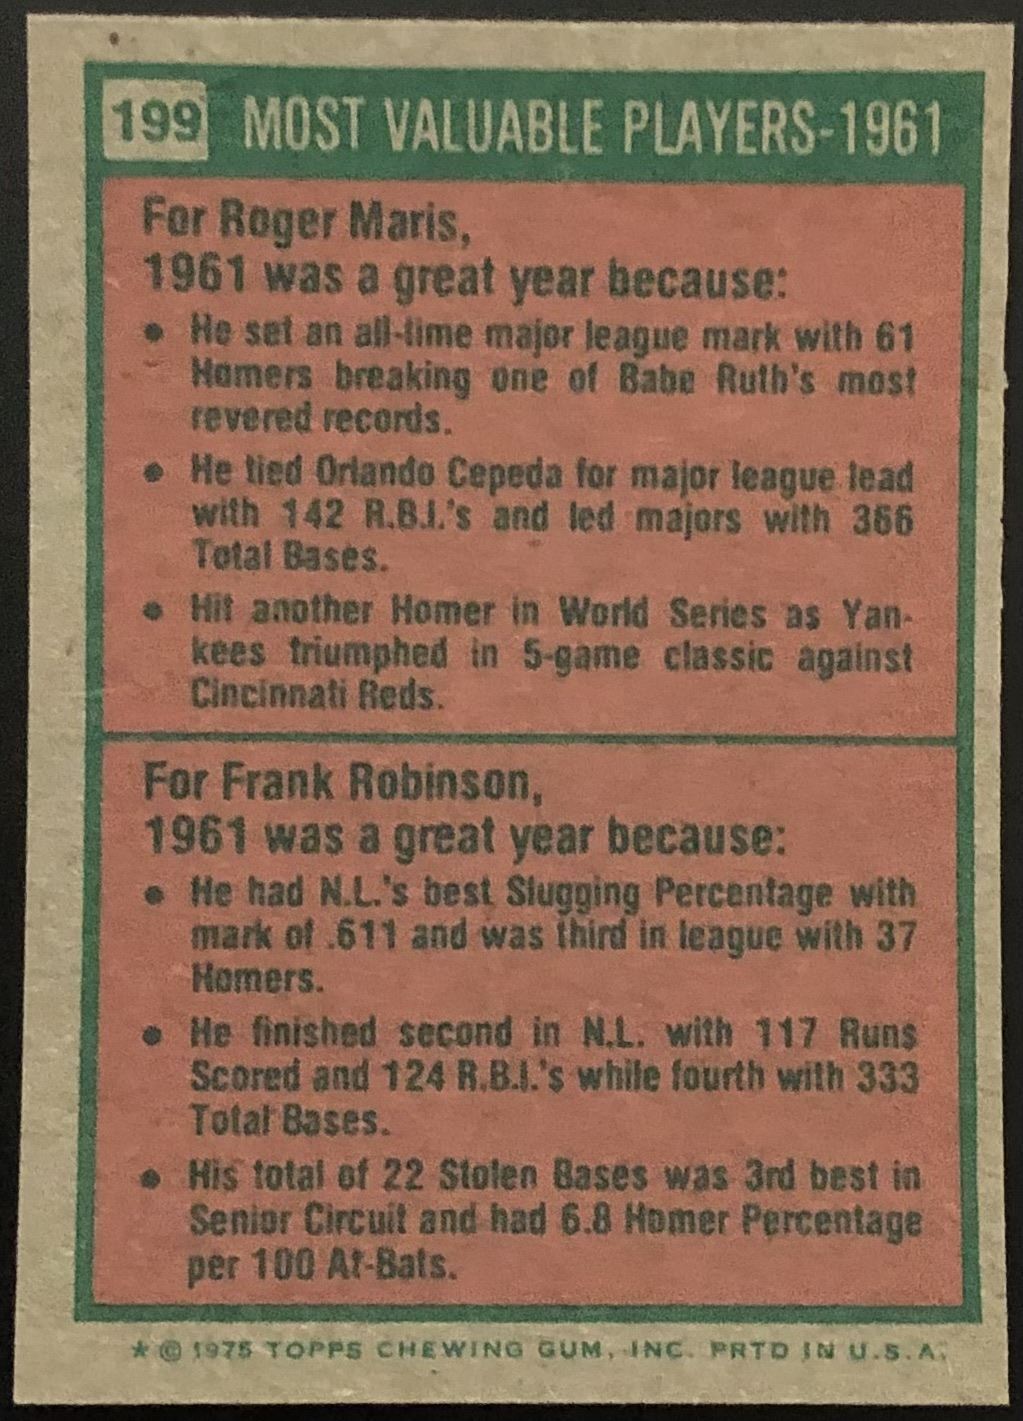 199 MOST VALUABLE PLAYERS-1961
For Roger Maris,
1961 was a great year because:
• He set an all-time major league mark with 61
Homers breaking one of Babe Ruth's most
revered records.
• He tied Orlando Cepeda for major league lead
with 142 R.B.I.'s and led majors with 366
Total Bases.
• Hit another Homer in World Series as Yan-
kees triumphed in 5-game classic against
Cincinnati Reds.
For Frank Robinson,
1961 was a great year because:
• He had N.L.'s best Slugging Percentage with
mark of .611 and was third in league with 37
Homers.
• He finished second in N.L. with 117 Runs
Scored and 124 R.B.I.'s while fourth with 333
Total Bases.
• His total of 22 Stolen Bases was 3rd best in
Senior Circuit and had 6.8 Homer Percentage
per 100 At-Bats.
* © 1975 TOPPS CHEWING GUM, INC. PRTD IN U.S.A.